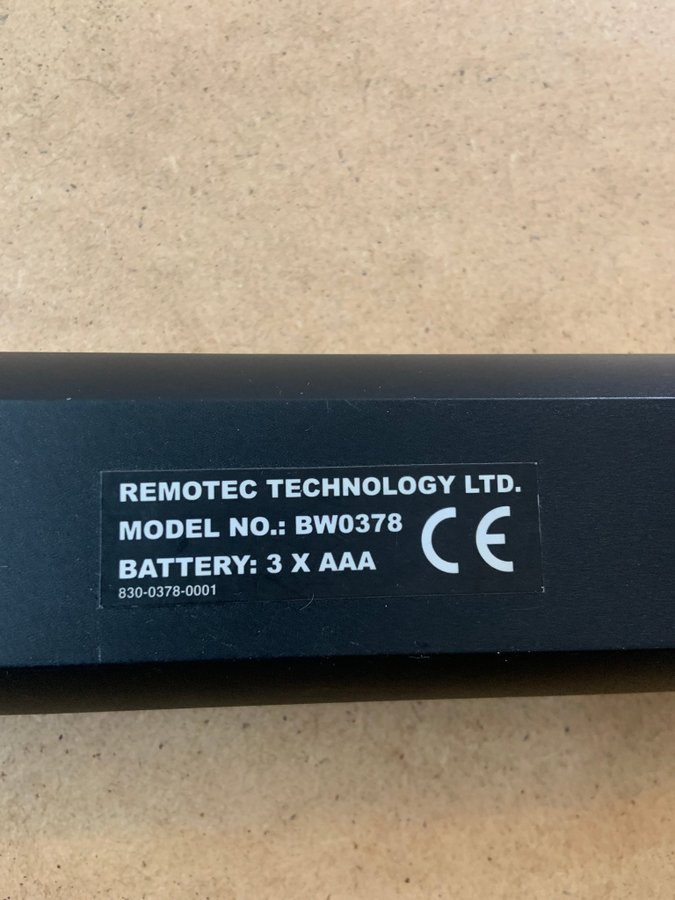 REMOTEC TECHNOLOGY LTD.
MODEL NO.: BW0378
BATTERY: 3 X AAA
830-0378-0001
CE